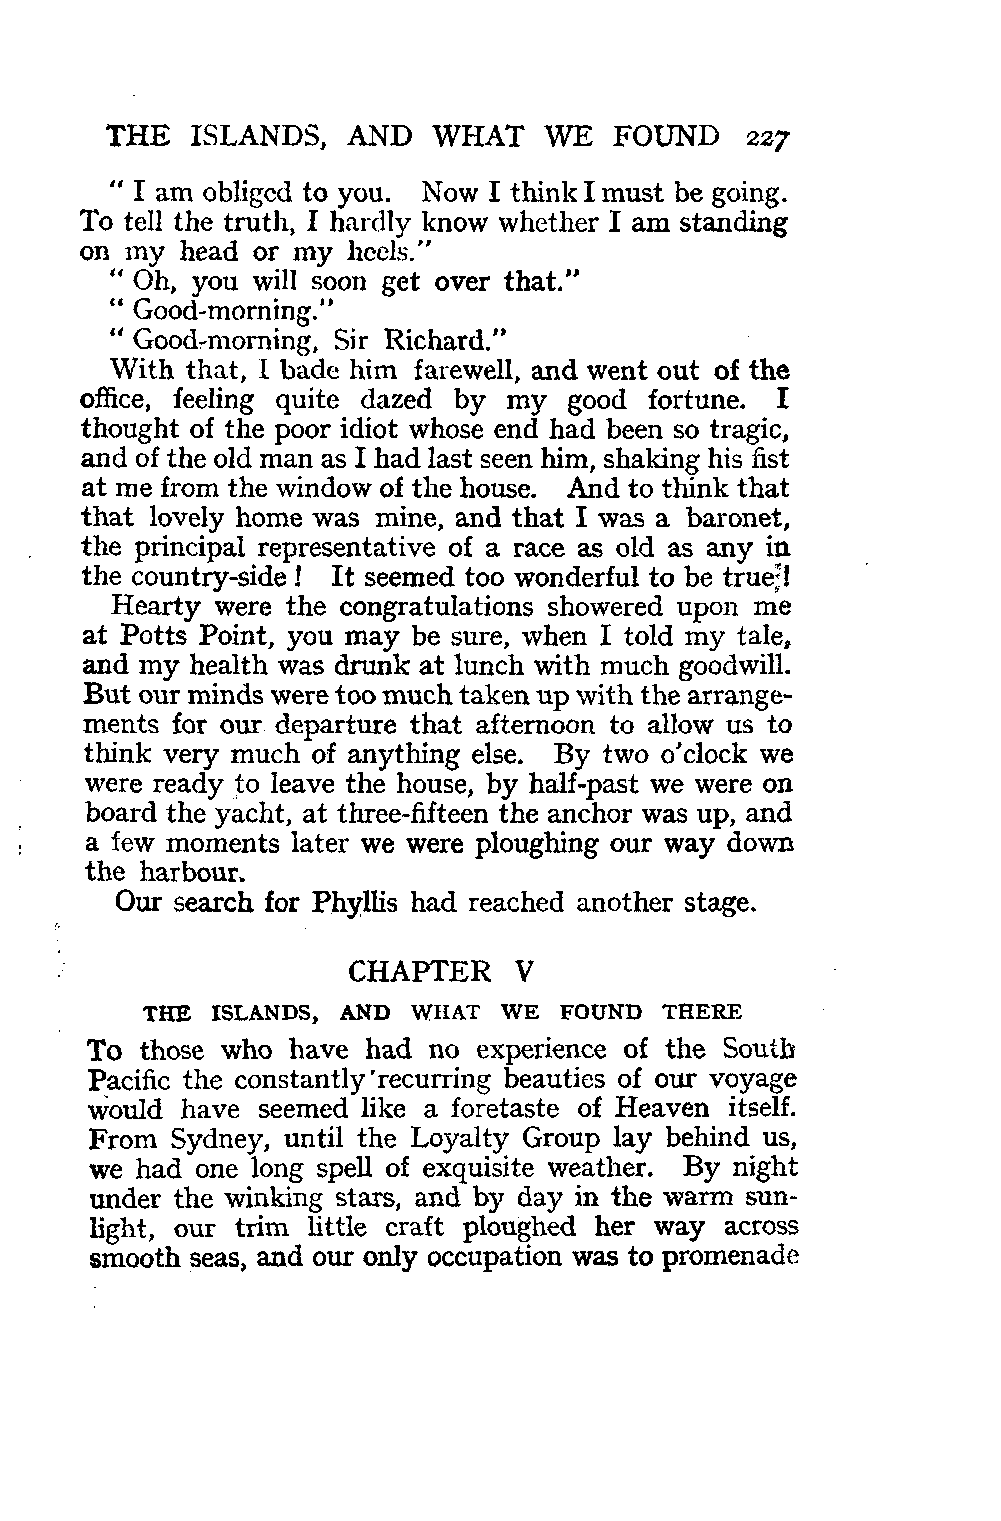 THE ISLANDS, AND WHAT WE FOUND 227
" I am obliged to you. Now I think I must be going.
To tell the truth, I hardly know whether I am standing
on my head or my heels."
" Oh, you will soon get over that."
" Good-morning."
" Good-morning, Sir Richard."
With that, I bade him farewell, and went out of the
office, feeling quite dazed by my good fortune. I
thought of the poor idiot whose end had been so tragic,
and of the old man as I had last seen him, shaking his fist
at me from the window of the house. And to think that
that lovely home was mine, and that I was a baronet,
the principal representative of a race as old as any in
the country-side ! It seemed too wonderful to be true !
Hearty were the congratulations showered upon me
at Potts Point, you may be sure, when I told my tale,
and my health was drunk at lunch with much goodwill.
But our minds were too much taken up with the arrange-
ments for our departure that afternoon to allow us to
think very much of anything else. By two o'clock we
were ready to leave the house, by half-past we were on
board the yacht, at three-fifteen the anchor was up, and
a few moments later we were ploughing our way down
the harbour.
Our search for Phyllis had reached another stage.
CHAPTER V
THE ISLANDS, AND WHAT WE FOUND THERE
To those who have had no experience of the South
Pacific the constantly recurring beauties of our voyage
would have seemed like a foretaste of Heaven itself.
From Sydney, until the Loyalty Group lay behind us,
we had one long spell of exquisite weather. By night
under the winking stars, and by day in the warm sun-
light, our trim little craft ploughed her way across
smooth seas, and our only occupation was to promenade